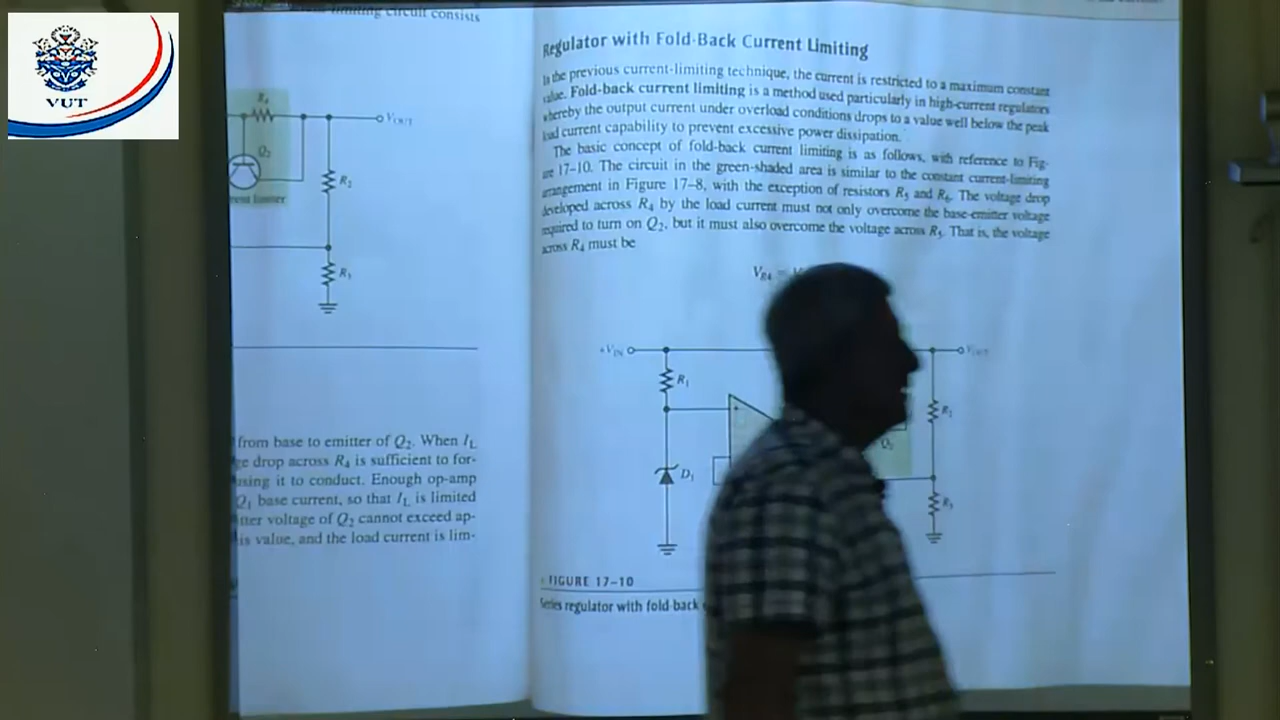 VUT
limiting circuit consists
R4
VOUT
Q2
R2
limiter
R3
from base to emitter of Q2. When IL
drop across R4 is sufficient to for-
using it to conduct. Enough op-amp
Q1 base current, so that IL is limited
voltage of Q2 cannot exceed ap-
is value, and the load current is lim-
Regulator with Fold-Back Current Limiting
In the previous current-limiting technique, the current is restricted to a maximum constant
value. Fold-back current limiting is a method used particularly in high-current regulators
whereby the output current under overload conditions drops to a value well below the peak
load current capability to prevent excessive power dissipation.
The basic concept of fold-back current limiting is as follows, with reference to Fig-
ure 17–10. The circuit in the green-shaded area is similar to the constant current-limiting
arrangement in Figure 17–8, with the exception of resistors R5 and R6. The voltage drop
developed across R4 by the load current must not only overcome the base-emitter voltage
required to turn on Q2, but it must also overcome the voltage across R5. That is, the voltage
across R4 must be
VR4 =
+VIN
VOUT
R1
R2
Q2
D1
R3
FIGURE 17–10
Series regulator with fold-back